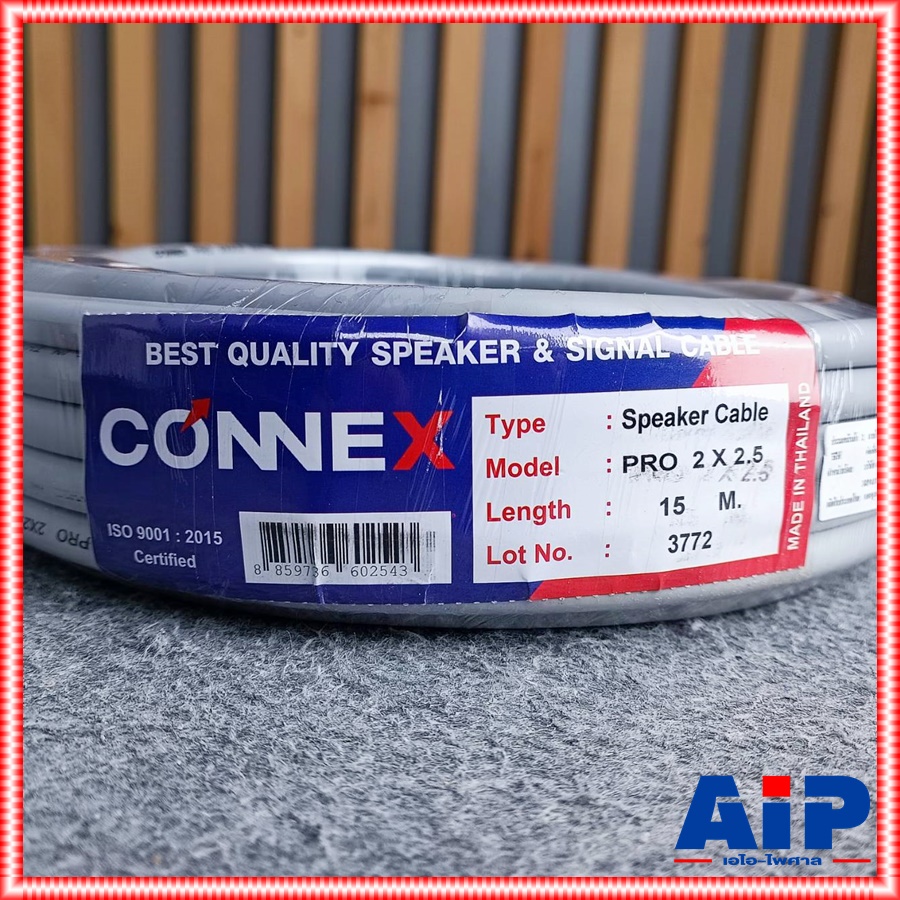 BEST QUALITY SPEAKER & SIGNAL CABLE
CONNEX
ISO 9001 : 2015
Certified
8 859736 602543
Type : Speaker Cable
Model : PRO 2 X 2.5
Length : 15 M.
Lot No. : 3772
MADE IN THAILAND
PRO 2X2
AiP
เอไอ-ไพศาล